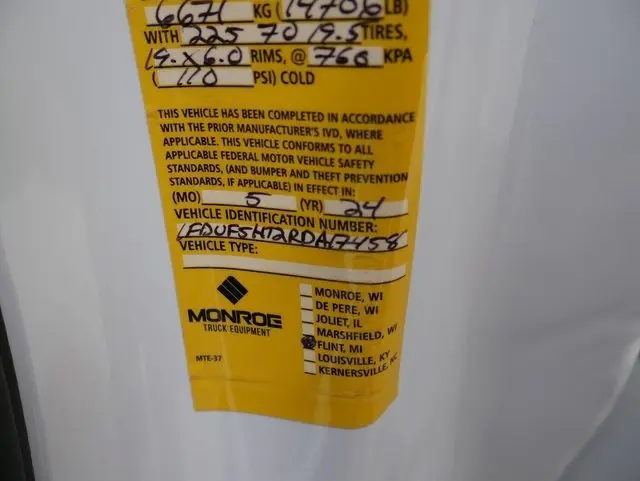 6671 KG (14706 LB)
WITH 225 70 19.5 TIRES,
19. x 6.0 RIMS, @ 760 KPA
( 110 PSI) COLD
THIS VEHICLE HAS BEEN COMPLETED IN ACCORDANCE
WITH THE PRIOR MANUFACTURER'S IVD, WHERE
APPLICABLE. THIS VEHICLE CONFORMS TO ALL
APPLICABLE FEDERAL MOTOR VEHICLE SAFETY
STANDARDS, (AND BUMPER AND THEFT PREVENTION
STANDARDS, IF APPLICABLE) IN EFFECT IN:
(MO) 5 (YR) 24
VEHICLE IDENTIFICATION NUMBER:
1FDUF5HT2RDA17458
VEHICLE TYPE:
MONROE
TRUCK EQUIPMENT
MTE-37
MONROE, WI
DE PERE, WI
JOLIET, IL
MARSHFIELD, WI
FLINT, MI
LOUISVILLE, KY
KERNERSVILLE, NC